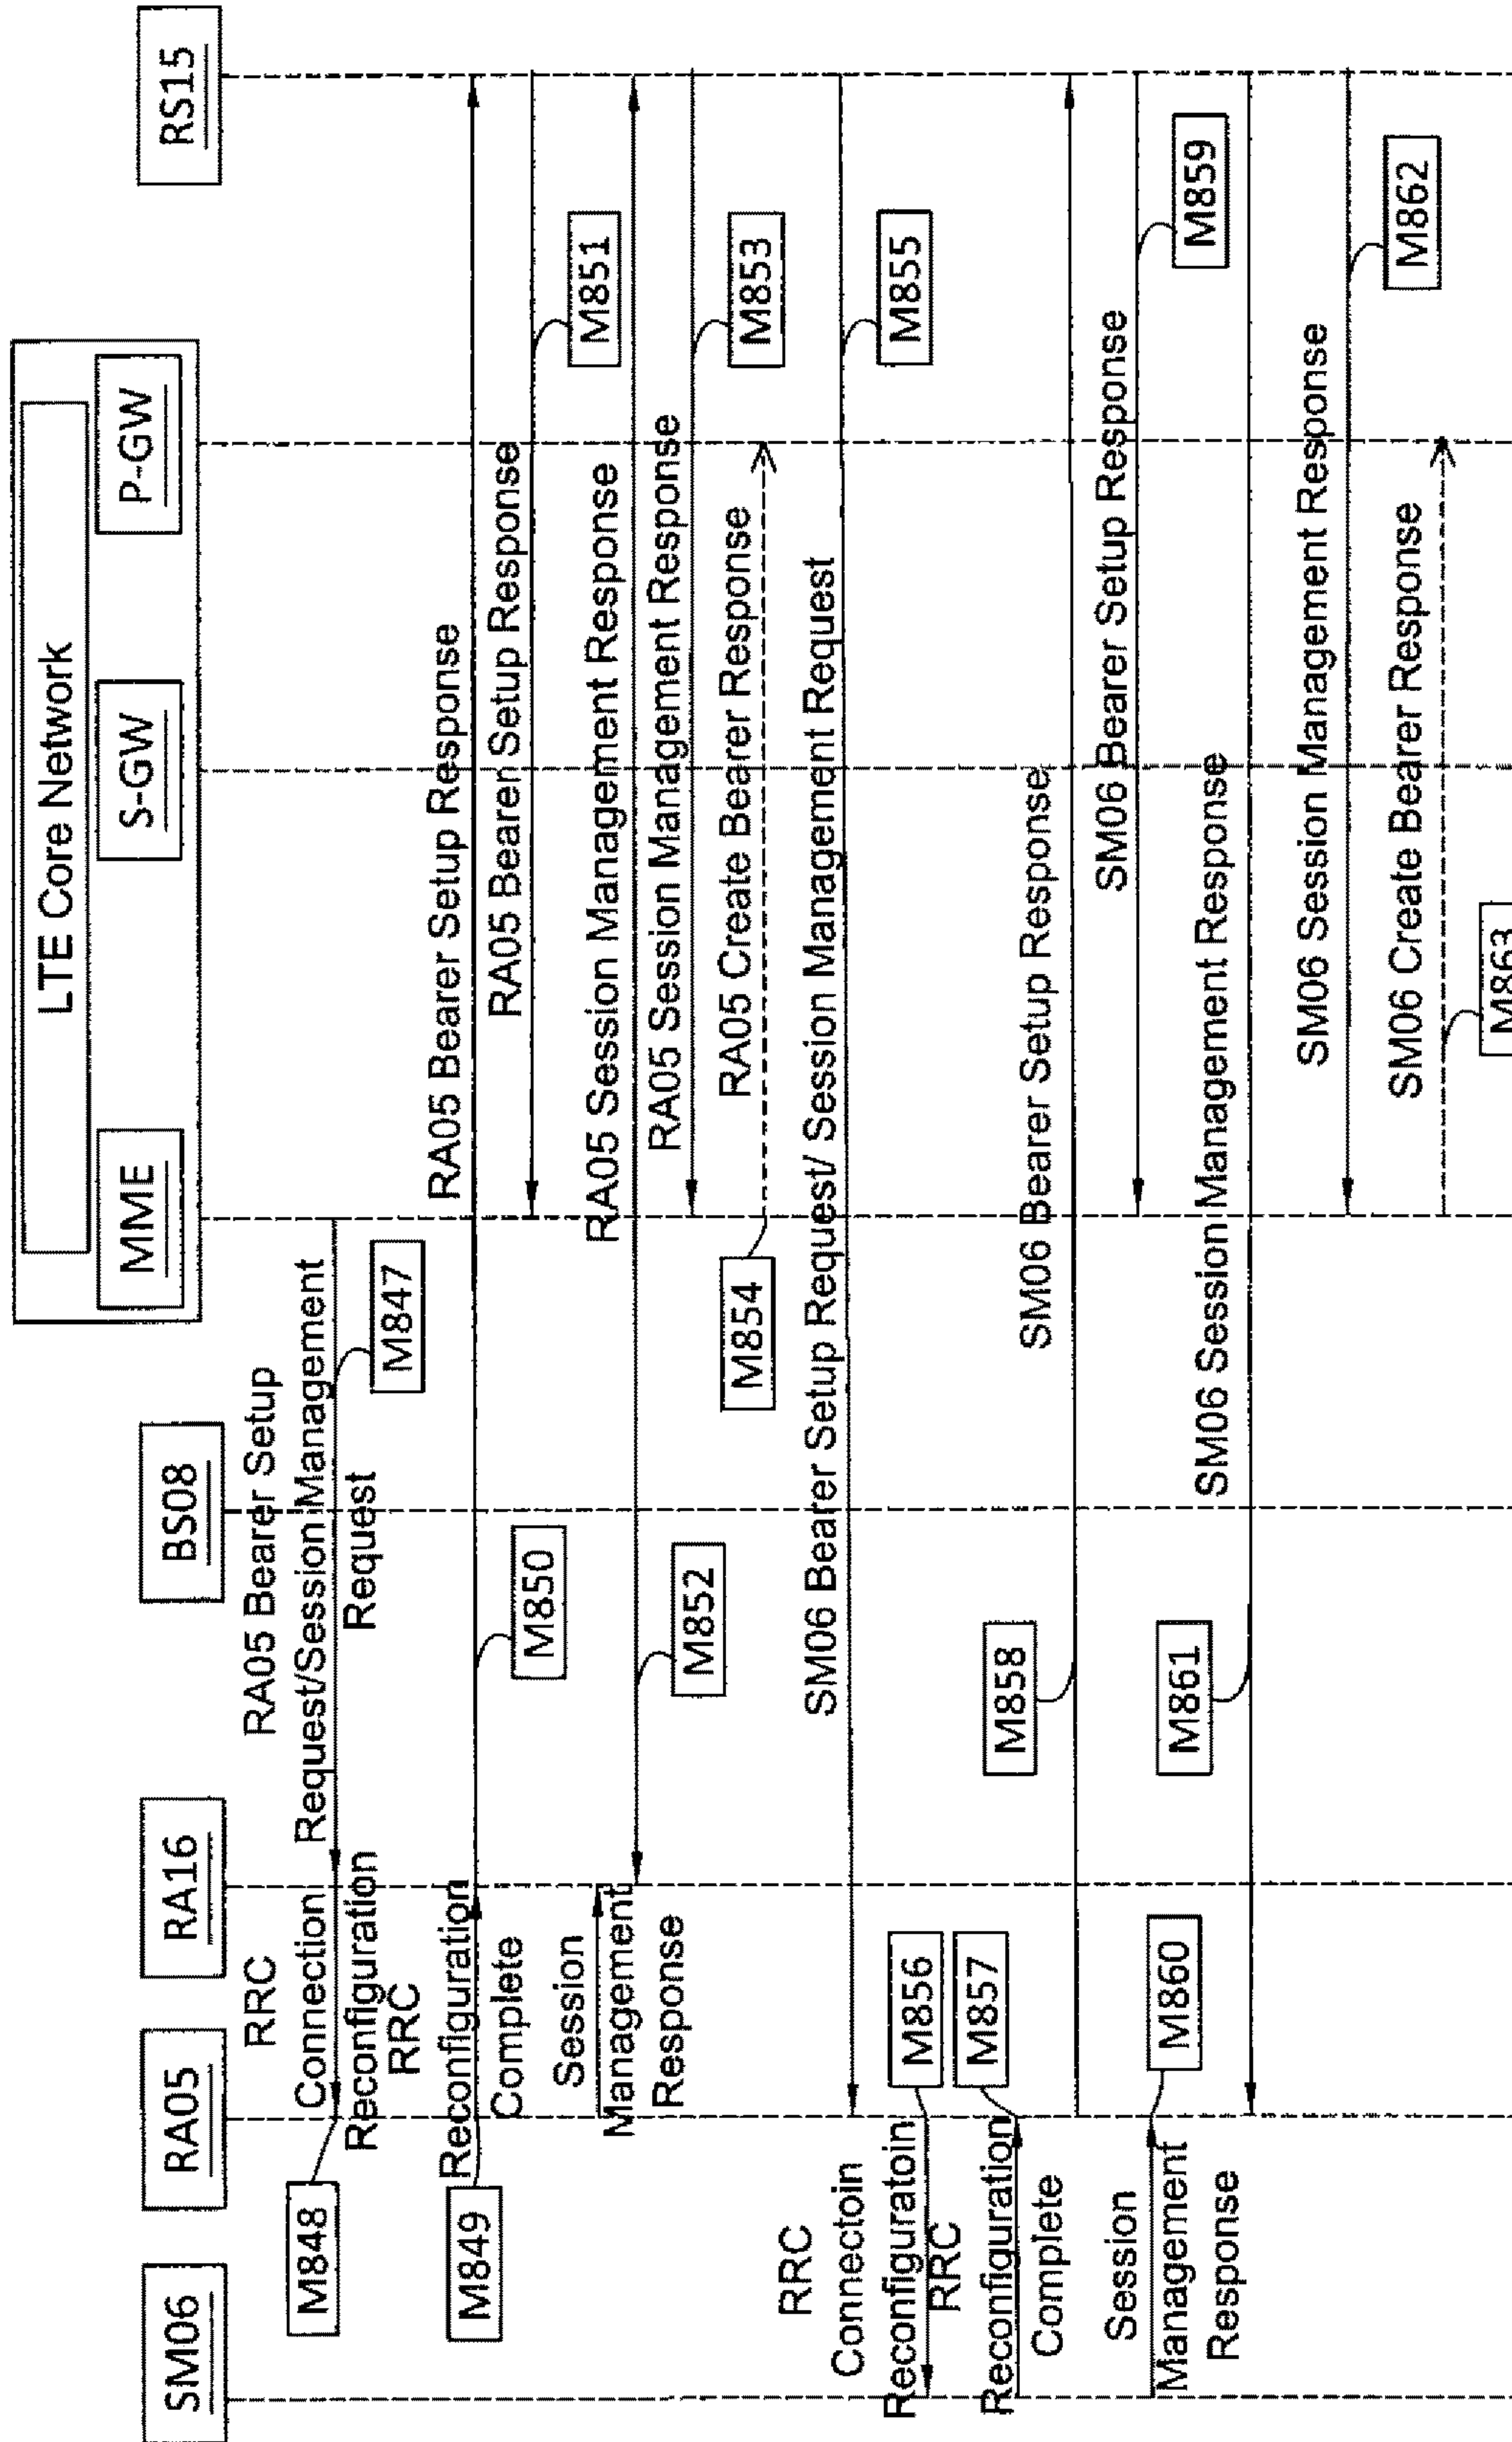 LTE Core Network
SM06
RA05
RA16
BS08
MME
S-GW
P-GW
RS15
RA05 Bearer Setup
Request/Session Management
Request
M847
RRC
Connection
Reconfiguration
M848
RRC
Reconfiguration
Complete
M849
RA05 Bearer Setup Response
M850
RA05 Bearer Setup Response
M851
Session
Management
Response
RA05 Session Management Response
M852
RA05 Session Management Response
M853
RA05 Create Bearer Response
M854
SM06 Bearer Setup Request/ Session Management Request
M855
RRC
Connectoin
Reconfiguratoin
M856
RRC
Reconfiguration
Complete
M857
SM06 Bearer Setup Response
M858
SM06 Bearer Setup Response
M859
Session
Management
Response
M860
SM06 Session Management Response
M861
SM06 Session Management Response
M862
SM06 Create Bearer Response
M863